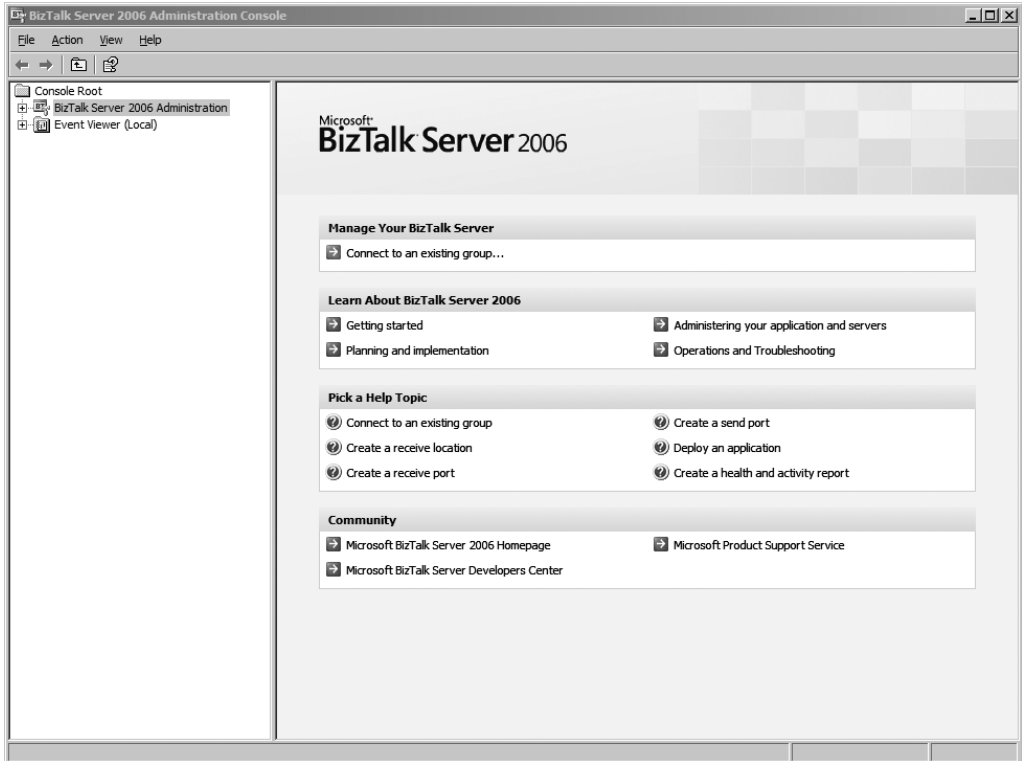 BizTalk Server 2006 Administration Console
File Action View Help
Console Root
BizTalk Server 2006 Administration
Event Viewer (Local)
Microsoft
BizTalk Server 2006
Manage Your BizTalk Server
Connect to an existing group...
Learn About BizTalk Server 2006
Getting started
Administering your application and servers
Planning and implementation
Operations and Troubleshooting
Pick a Help Topic
Connect to an existing group
Create a send port
Create a receive location
Deploy an application
Create a receive port
Create a health and activity report
Community
Microsoft BizTalk Server 2006 Homepage
Microsoft Product Support Service
Microsoft BizTalk Server Developers Center